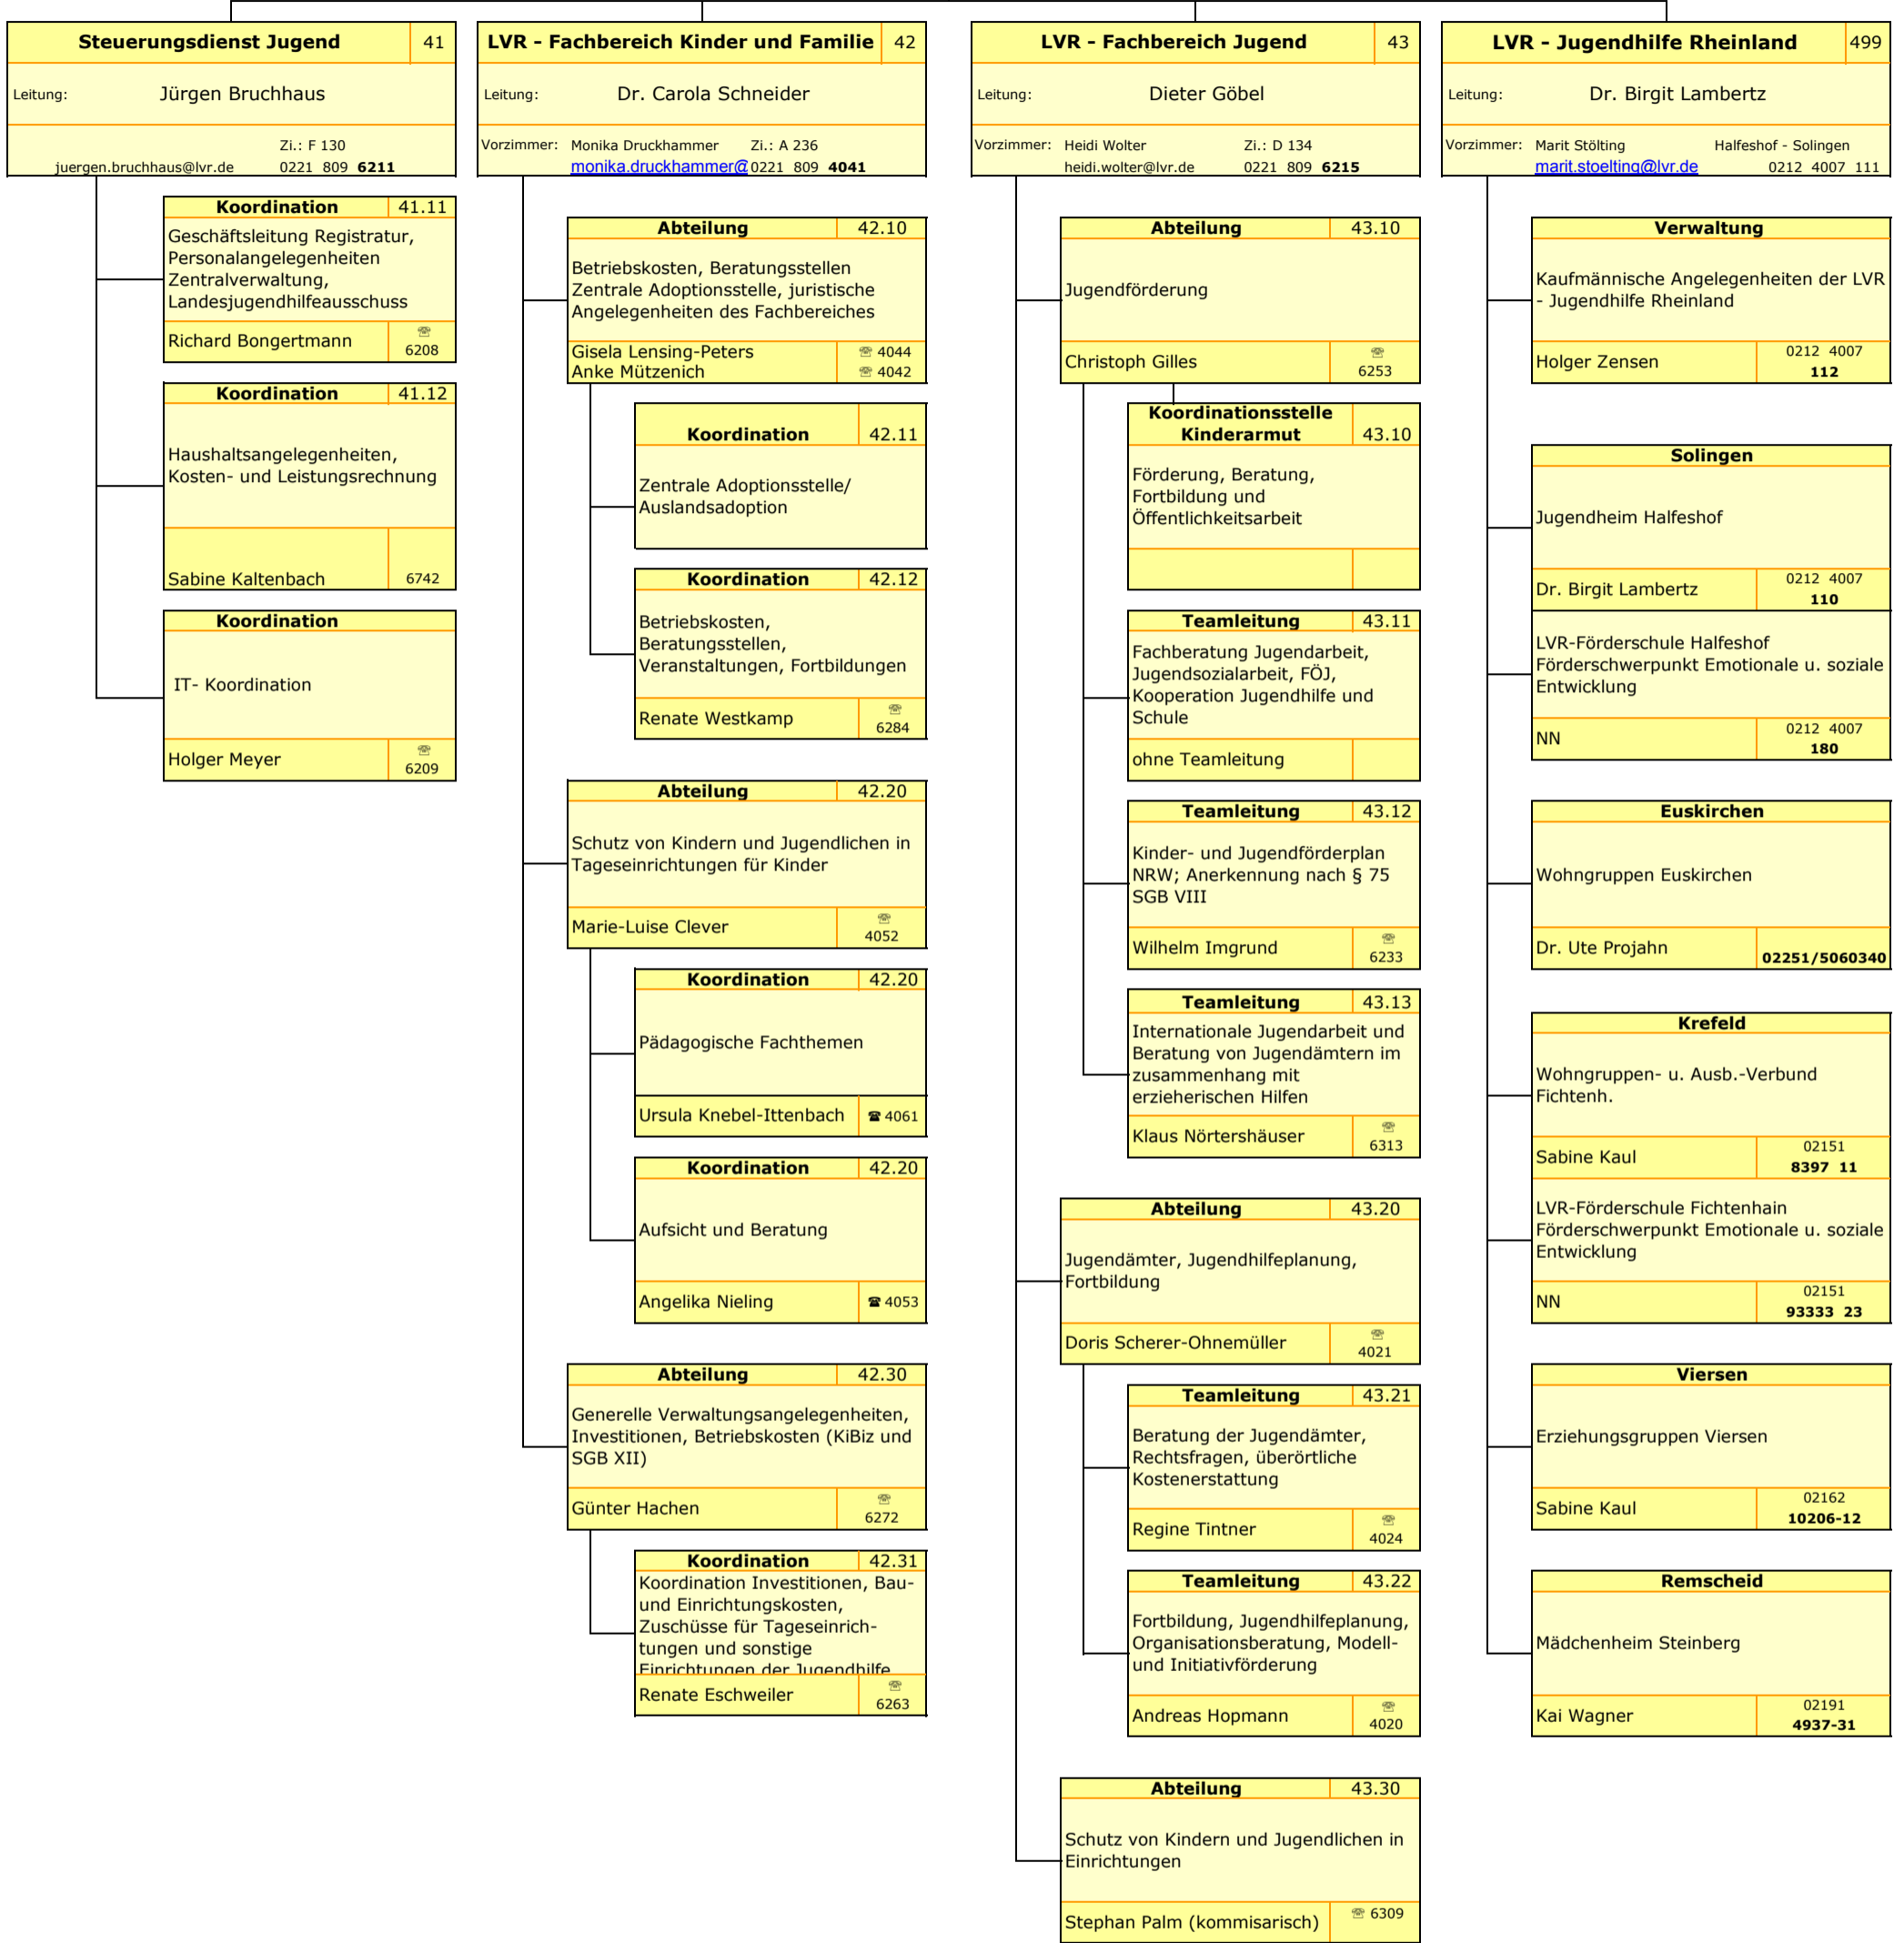 Steuerungsdienst Jugend 41
Leitung: Jürgen Bruchhaus
Zi.: F 130
juergen.bruchhaus@lvr.de 0221 809 6211
Koordination 41.11
Geschäftsleitung Registratur,
Personalangelegenheiten
Zentralverwaltung,
Landesjugendhilfeausschuss
Richard Bongertmann ☏ 6208
Koordination 41.12
Haushaltsangelegenheiten,
Kosten- und Leistungsrechnung
Sabine Kaltenbach 6742
Koordination
IT- Koordination
Holger Meyer ☏ 6209
LVR - Fachbereich Kinder und Familie 42
Leitung: Dr. Carola Schneider
Vorzimmer: Monika Druckhammer Zi.: A 236
monika.druckhammer@ 0221 809 4041
Abteilung 42.10
Betriebskosten, Beratungsstellen
Zentrale Adoptionsstelle, juristische
Angelegenheiten des Fachbereiches
Gisela Lensing-Peters ☏ 4044
Anke Mützenich ☏ 4042
Koordination 42.11
Zentrale Adoptionsstelle/
Auslandsadoption
Koordination 42.12
Betriebskosten,
Beratungsstellen,
Veranstaltungen, Fortbildungen
Renate Westkamp ☏ 6284
Abteilung 42.20
Schutz von Kindern und Jugendlichen in
Tageseinrichtungen für Kinder
Marie-Luise Clever ☏ 4052
Koordination 42.20
Pädagogische Fachthemen
Ursula Knebel-Ittenbach ☎ 4061
Koordination 42.20
Aufsicht und Beratung
Angelika Nieling ☎ 4053
Abteilung 42.30
Generelle Verwaltungsangelegenheiten,
Investitionen, Betriebskosten (KiBiz und
SGB XII)
Günter Hachen ☏ 6272
Koordination 42.31
Koordination Investitionen, Bau-
und Einrichtungskosten,
Zuschüsse für Tageseinrich-
tungen und sonstige
Einrichtungen der Jugendhilfe
Renate Eschweiler ☏ 6263
LVR - Fachbereich Jugend 43
Leitung: Dieter Göbel
Vorzimmer: Heidi Wolter Zi.: D 134
heidi.wolter@lvr.de 0221 809 6215
Abteilung 43.10
Jugendförderung
Christoph Gilles ☏ 6253
Koordinationsstelle
Kinderarmut 43.10
Förderung, Beratung,
Fortbildung und
Öffentlichkeitsarbeit
Teamleitung 43.11
Fachberatung Jugendarbeit,
Jugendsozialarbeit, FÖJ,
Kooperation Jugendhilfe und
Schule
ohne Teamleitung
Teamleitung 43.12
Kinder- und Jugendförderplan
NRW; Anerkennung nach § 75
SGB VIII
Wilhelm Imgrund ☏ 6233
Teamleitung 43.13
Internationale Jugendarbeit und
Beratung von Jugendämtern im
zusammenhang mit
erzieherischen Hilfen
Klaus Nörtershäuser ☏ 6313
Abteilung 43.20
Jugendämter, Jugendhilfeplanung,
Fortbildung
Doris Scherer-Ohnemüller ☏ 4021
Teamleitung 43.21
Beratung der Jugendämter,
Rechtsfragen, überörtliche
Kostenerstattung
Regine Tintner ☏ 4024
Teamleitung 43.22
Fortbildung, Jugendhilfeplanung,
Organisationsberatung, Modell-
und Initiativförderung
Andreas Hopmann ☏ 4020
Abteilung 43.30
Schutz von Kindern und Jugendlichen in
Einrichtungen
Stephan Palm (kommisarisch) ☏ 6309
LVR - Jugendhilfe Rheinland 499
Leitung: Dr. Birgit Lambertz
Vorzimmer: Marit Stölting Halfeshof - Solingen
marit.stoelting@lvr.de 0212 4007 111
Verwaltung
Kaufmännische Angelegenheiten der LVR
- Jugendhilfe Rheinland
Holger Zensen 0212 4007
112
Solingen
Jugendheim Halfeshof
Dr. Birgit Lambertz 0212 4007
110
LVR-Förderschule Halfeshof
Förderschwerpunkt Emotionale u. soziale
Entwicklung
NN 0212 4007
180
Euskirchen
Wohngruppen Euskirchen
Dr. Ute Projahn 02251/5060340
Krefeld
Wohngruppen- u. Ausb.-Verbund
Fichtenh.
Sabine Kaul 02151
8397 11
LVR-Förderschule Fichtenhain
Förderschwerpunkt Emotionale u. soziale
Entwicklung
NN 02151
93333 23
Viersen
Erziehungsgruppen Viersen
Sabine Kaul 02162
10206-12
Remscheid
Mädchenheim Steinberg
Kai Wagner 02191
4937-31